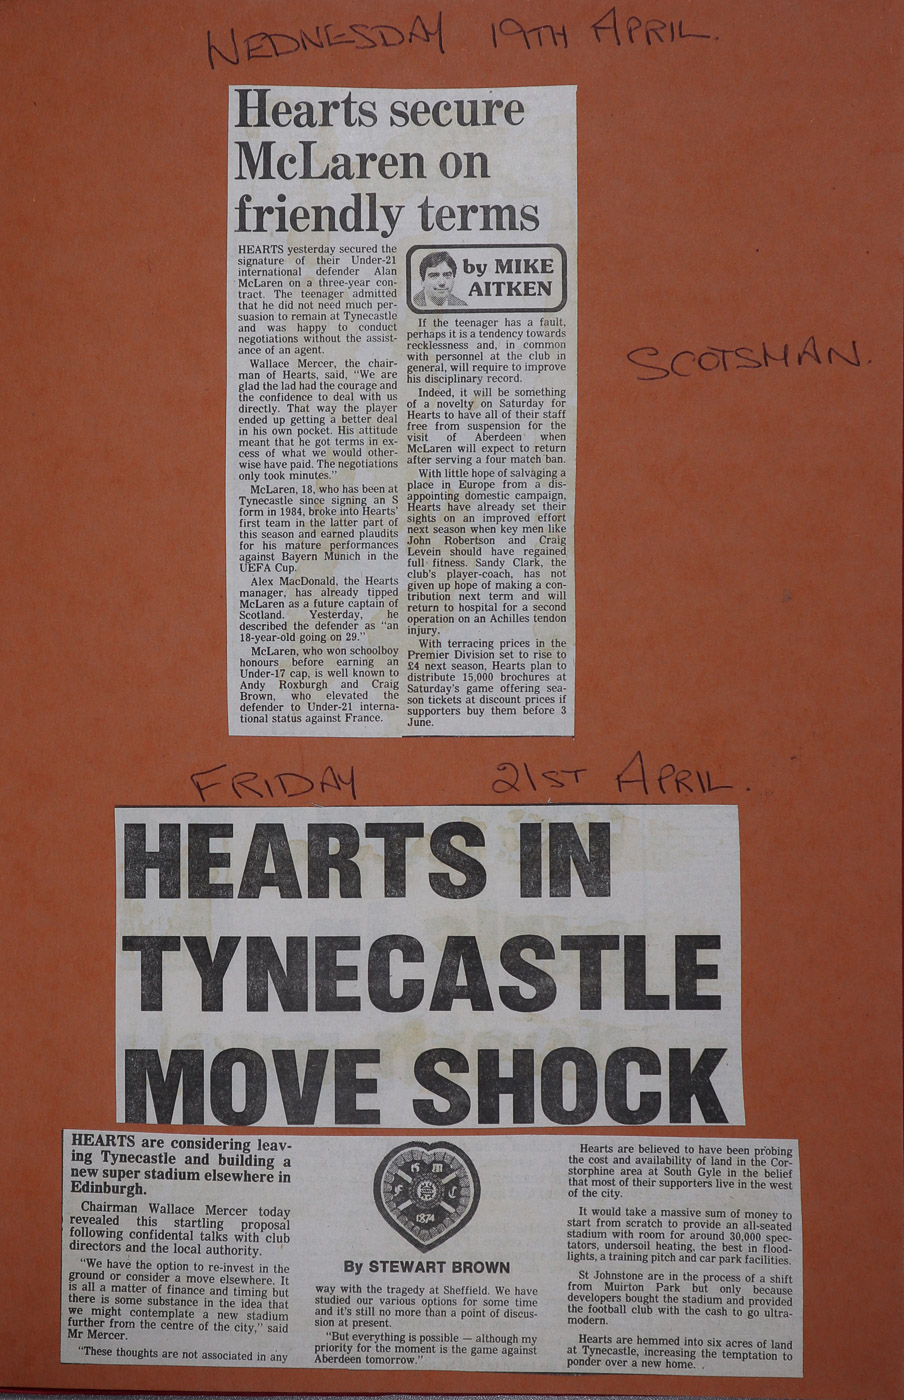 WEDNESDAY 19TH APRIL.
Hearts secure
McLaren on
friendly terms
HEARTS yesterday secured the
signature of their Under-21
international defender Alan
McLaren on a three-year con-
tract. The teenager admitted
that he did not need much per-
suasion to remain at Tynecastle
and was happy to conduct
negotiations without the assist-
ance of an agent.
Wallace Mercer, the chair-
man of Hearts, said, "We are
glad the lad had the courage and
the confidence to deal with us
directly. That way the player
ended up getting a better deal
in his own pocket. His attitude
meant that he got terms in ex-
cess of what we would other-
wise have paid. The negotiations
only took minutes."
McLaren, 18, who has been at
Tynecastle since signing an S
form in 1984, broke into Hearts'
first team in the latter part of
this season and earned plaudits
for his mature performances
against Bayern Munich in the
UEFA Cup.
Alex MacDonald, the Hearts
manager, has already tipped
McLaren as a future captain of
Scotland. Yesterday, he
described the defender as "an
18-year-old going on 29."
McLaren, who won schoolboy
honours before earning an
Under-17 cap, is well known to
Andy Roxburgh and Craig
Brown, who elevated the
defender to Under-21 interna-
tional status against France.
by MIKE
AITKEN
If the teenager has a fault,
perhaps it is a tendency towards
recklessness and, in common
with personnel at the club in
general, will require to improve
his disciplinary record.
Indeed, it will be something
of a novelty on Saturday for
Hearts to have all of their staff
free from suspension for the
visit of Aberdeen when
McLaren will expect to return
after serving a four match ban.
With little hope of salvaging a
place in Europe from a dis-
appointing domestic campaign,
Hearts have already set their
sights on an improved effort
next season when key men like
John Robertson and Craig
Levein should have regained
full fitness. Sandy Clark, the
club's player-coach, has not
given up hope of making a con-
tribution next term and will
return to hospital for a second
operation on an Achilles tendon
injury.
With terracing prices in the
Premier Division set to rise to
£4 next season, Hearts plan to
distribute 15,000 brochures at
Saturday's game offering sea-
son tickets at discount prices if
supporters buy them before 3
June.
SCOTSMAN.
FRIDAY 21ST APRIL.
HEARTS IN
TYNECASTLE
MOVE SHOCK
HEARTS are considering leav-
ing Tynecastle and building a
new super stadium elsewhere in
Edinburgh.
Chairman Wallace Mercer today
revealed this startling proposal
following confidental talks with club
directors and the local authority.
"We have the option to re-invest in the
ground or consider a move elsewhere. It
is all a matter of finance and timing but
there is some substance in the idea that
we might contemplate a new stadium
further from the centre of the city," said
Mr Mercer.
"These thoughts are not associated in any
H M
F C
1874
By STEWART BROWN
way with the tragedy at Sheffield. We have
studied our various options for some time
and it's still no more than a point of discus-
sion at present.
"But everything is possible — although my
priority for the moment is the game against
Aberdeen tomorrow."
Hearts are believed to have been probing
the cost and availability of land in the Cor-
storphine area at South Gyle in the belief
that most of their supporters live in the west
of the city.
It would take a massive sum of money to
start from scratch to provide an all-seated
stadium with room for around 30,000 spec-
tators, undersoil heating, the best in flood-
lights, a training pitch and car park facilities.
St Johnstone are in the process of a shift
from Muirton Park but only because
developers bought the stadium and provided
the football club with the cash to go ultra-
modern.
Hearts are hemmed into six acres of land
at Tynecastle, increasing the temptation to
ponder over a new home.